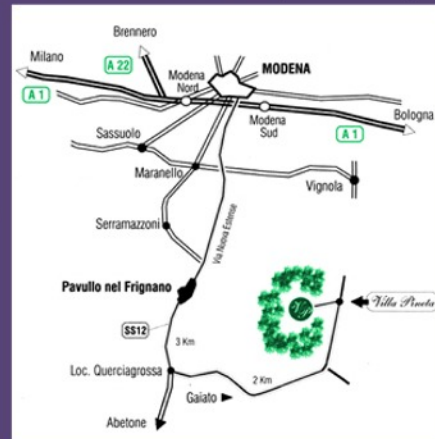 Brennero
Milano
A 22
MODENA
Modena
Nord
A 1
Bologna
Modena
Sud
A 1
Sassuolo
Maranello
Vignola
Serramazzoni
Via Nuova Estense
Pavullo nel Frignano
VP
Villa Pineta
SS12
3 Km
Loc. Querciagrossa
2 Km
Gaiato
Abetone